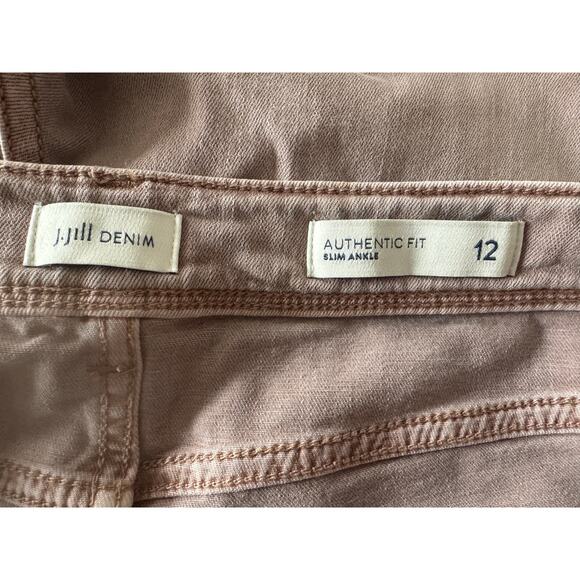 J.Jill DENIM
AUTHENTIC FIT
SLIM ANKLE
12